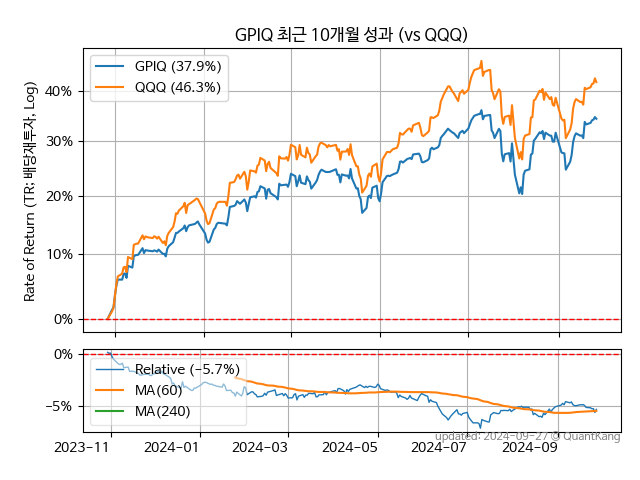 GPIQ 최근 10개월 성과 (vs QQQ)
Rate of Return (TR: 배당재투자, Log)
GPIQ (37.9%)
QQQ (46.3%)
40%
30%
20%
10%
0%
0%
-5%
Relative (-5.7%)
MA(60)
MA(240)
2023-11
2024-01
2024-03
2024-05
2024-07
2024-09
updated: 2024-09-27 © QuantKang